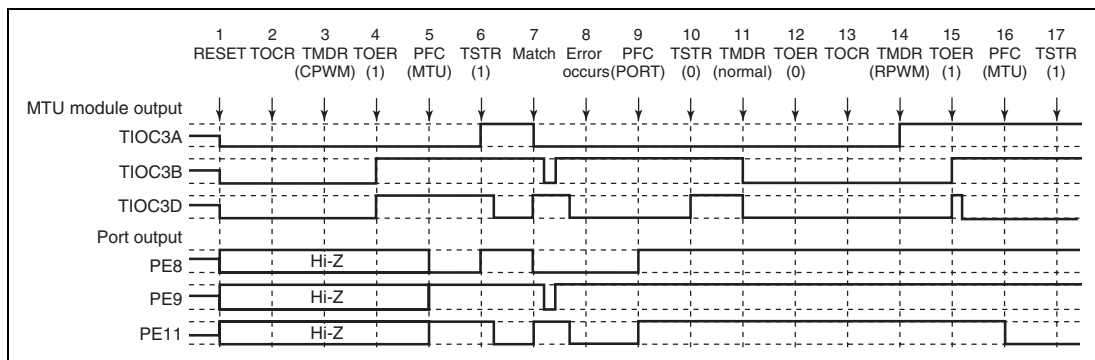 1 2 3 4 5 6 7 8 9 10 11 12 13 14 15 16 17
RESET TOCR TMDR TOER PFC TSTR Match Error PFC TSTR TMDR TOER TOCR TMDR TOER PFC TSTR
(CPWM) (1) (MTU) (1) occurs (PORT) (0) (normal) (0) (RPWM) (1) (MTU) (1)
MTU module output
TIOC3A
TIOC3B
TIOC3D
Port output
PE8 Hi-Z
PE9 Hi-Z
PE11 Hi-Z